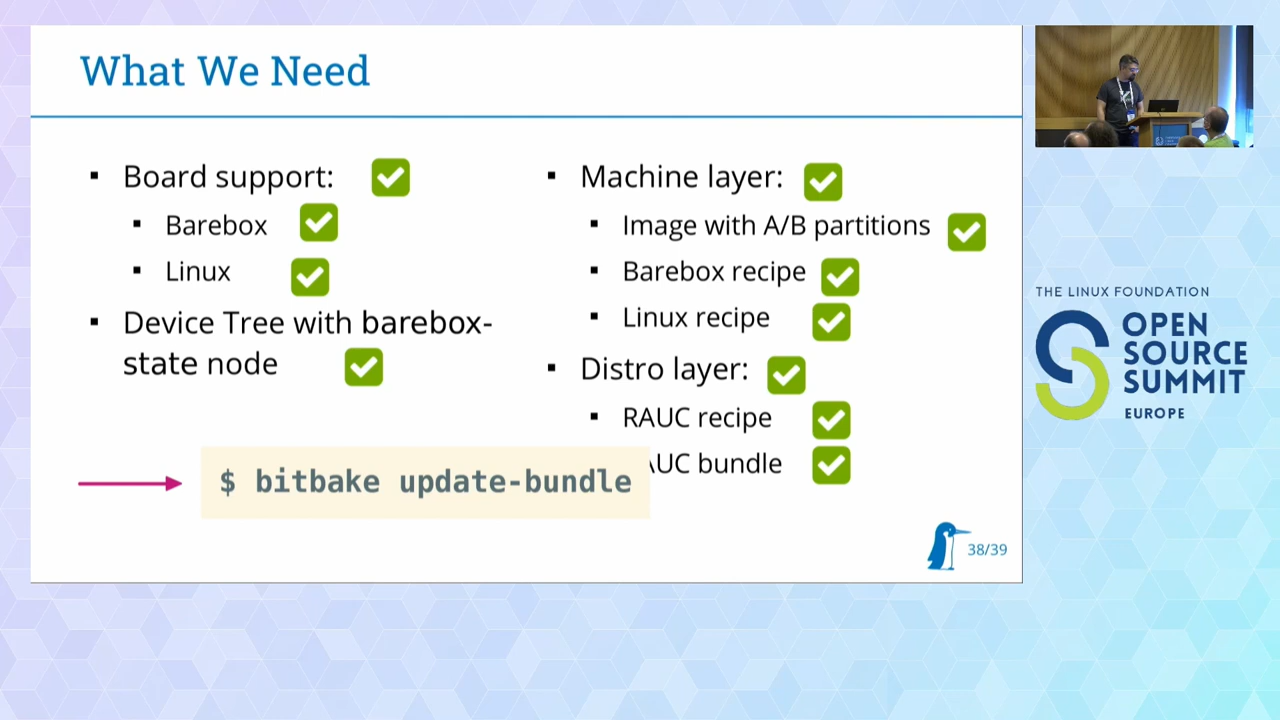 What We Need
▪ Board support:
▪ Barebox
▪ Linux
▪ Device Tree with barebox-
state node
▪ Machine layer:
▪ Image with A/B partitions
▪ Barebox recipe
▪ Linux recipe
▪ Distro layer:
▪ RAUC recipe
AUC bundle
$ bitbake update-bundle
38/39
THE LINUX FOUNDATION
OPEN
SOURCE
SUMMIT
EUROPE